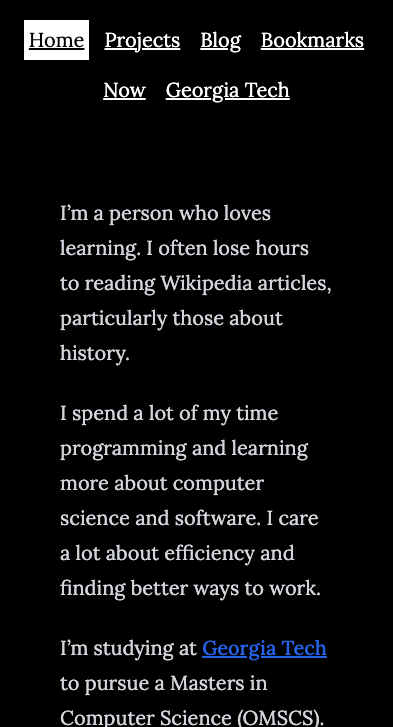 Home Projects Blog Bookmarks
Now Georgia Tech
I’m a person who loves
learning. I often lose hours
to reading Wikipedia articles,
particularly those about
history.
I spend a lot of my time
programming and learning
more about computer
science and software. I care
a lot about efficiency and
finding better ways to work.
I’m studying at Georgia Tech
to pursue a Masters in
Computer Science (OMSCS).